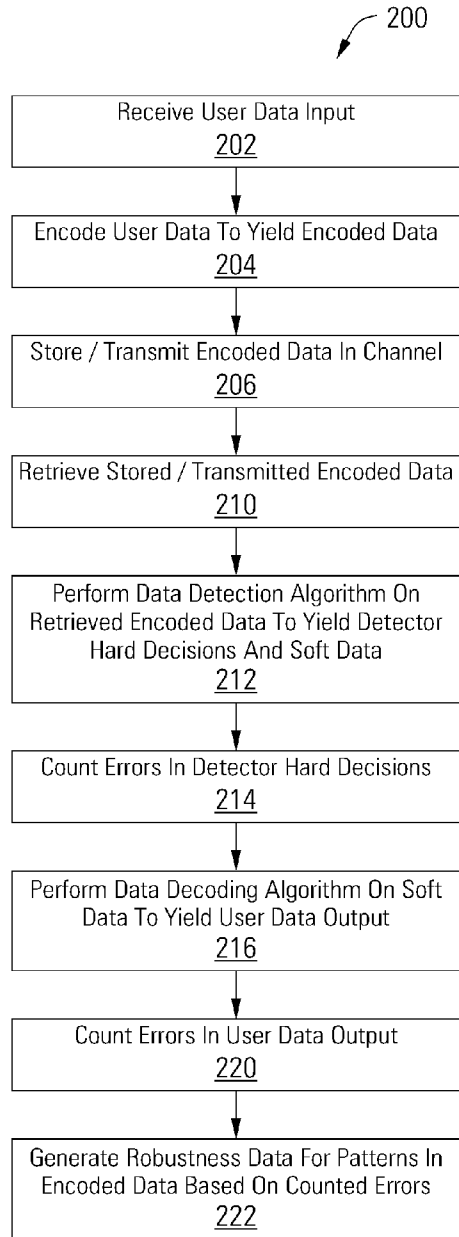 200
Receive User Data Input
202
Encode User Data To Yield Encoded Data
204
Store / Transmit Encoded Data In Channel
206
Retrieve Stored / Transmitted Encoded Data
210
Perform Data Detection Algorithm On
Retrieved Encoded Data To Yield Detector
Hard Decisions And Soft Data
212
Count Errors In Detector Hard Decisions
214
Perform Data Decoding Algorithm On Soft
Data To Yield User Data Output
216
Count Errors In User Data Output
220
Generate Robustness Data For Patterns In
Encoded Data Based On Counted Errors
222